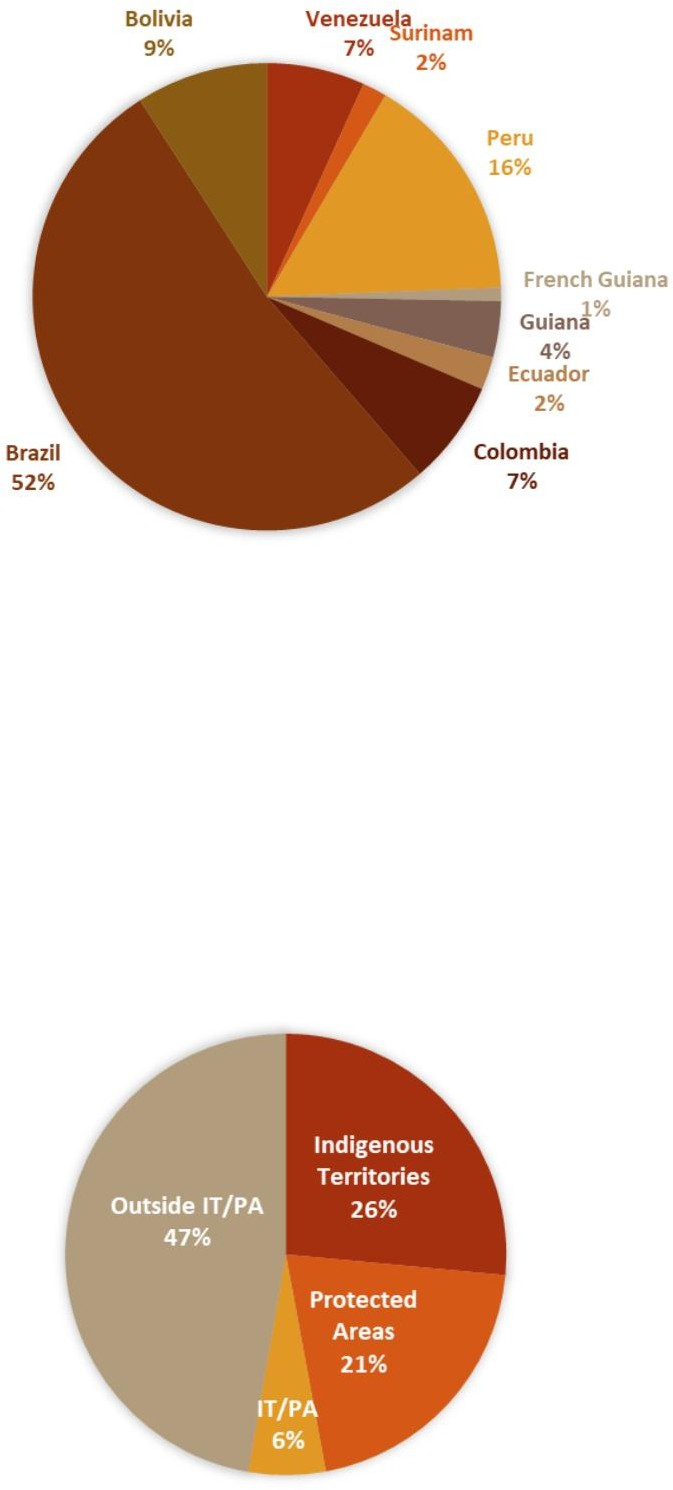 Bolivia
9%
Venezuela
7%
Surinam
2%
Peru
16%
French Guiana
1%
Guiana
4%
Ecuador
2%
Colombia
7%
Brazil
52%
Indigenous
Territories
26%
Outside IT/PA
47%
Protected
Areas
21%
IT/PA
6%